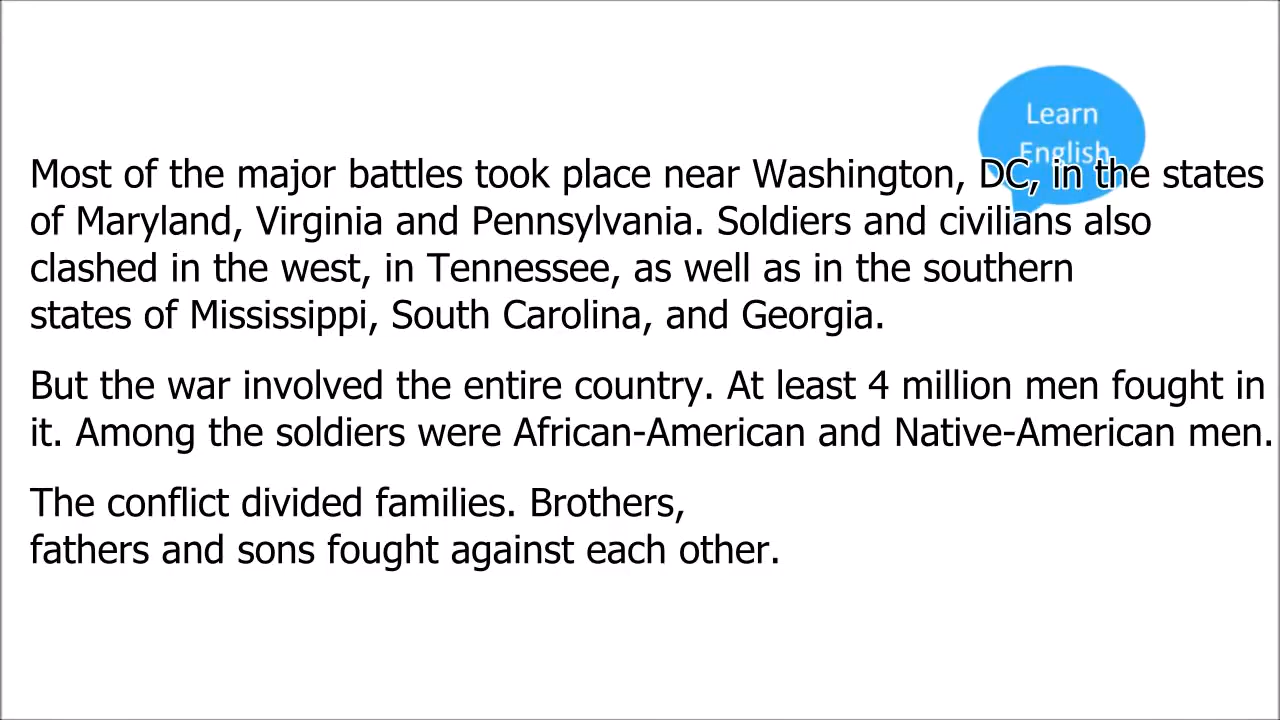 Learn
English
Most of the major battles took place near Washington, DC, in the states
of Maryland, Virginia and Pennsylvania. Soldiers and civilians also
clashed in the west, in Tennessee, as well as in the southern
states of Mississippi, South Carolina, and Georgia.
But the war involved the entire country. At least 4 million men fought in
it. Among the soldiers were African-American and Native-American men.
The conflict divided families. Brothers,
fathers and sons fought against each other.